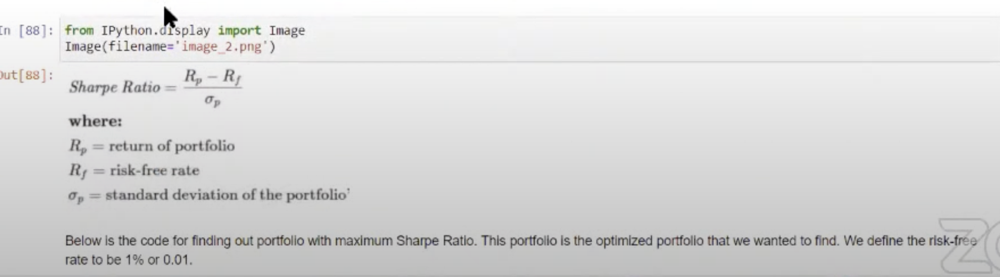 In [88]: from IPython.display import Image
Image(filename='image_2.png')
Out[88]:
Sharpe Ratio = (R_p − R_f) / σ_p
where:
R_p = return of portfolio
R_f = risk-free rate
σ_p = standard deviation of the portfolio'
Below is the code for finding out portfolio with maximum Sharpe Ratio. This portfolio is the optimized portfolio that we wanted to find. We define the risk-free
rate to be 1% or 0.01.